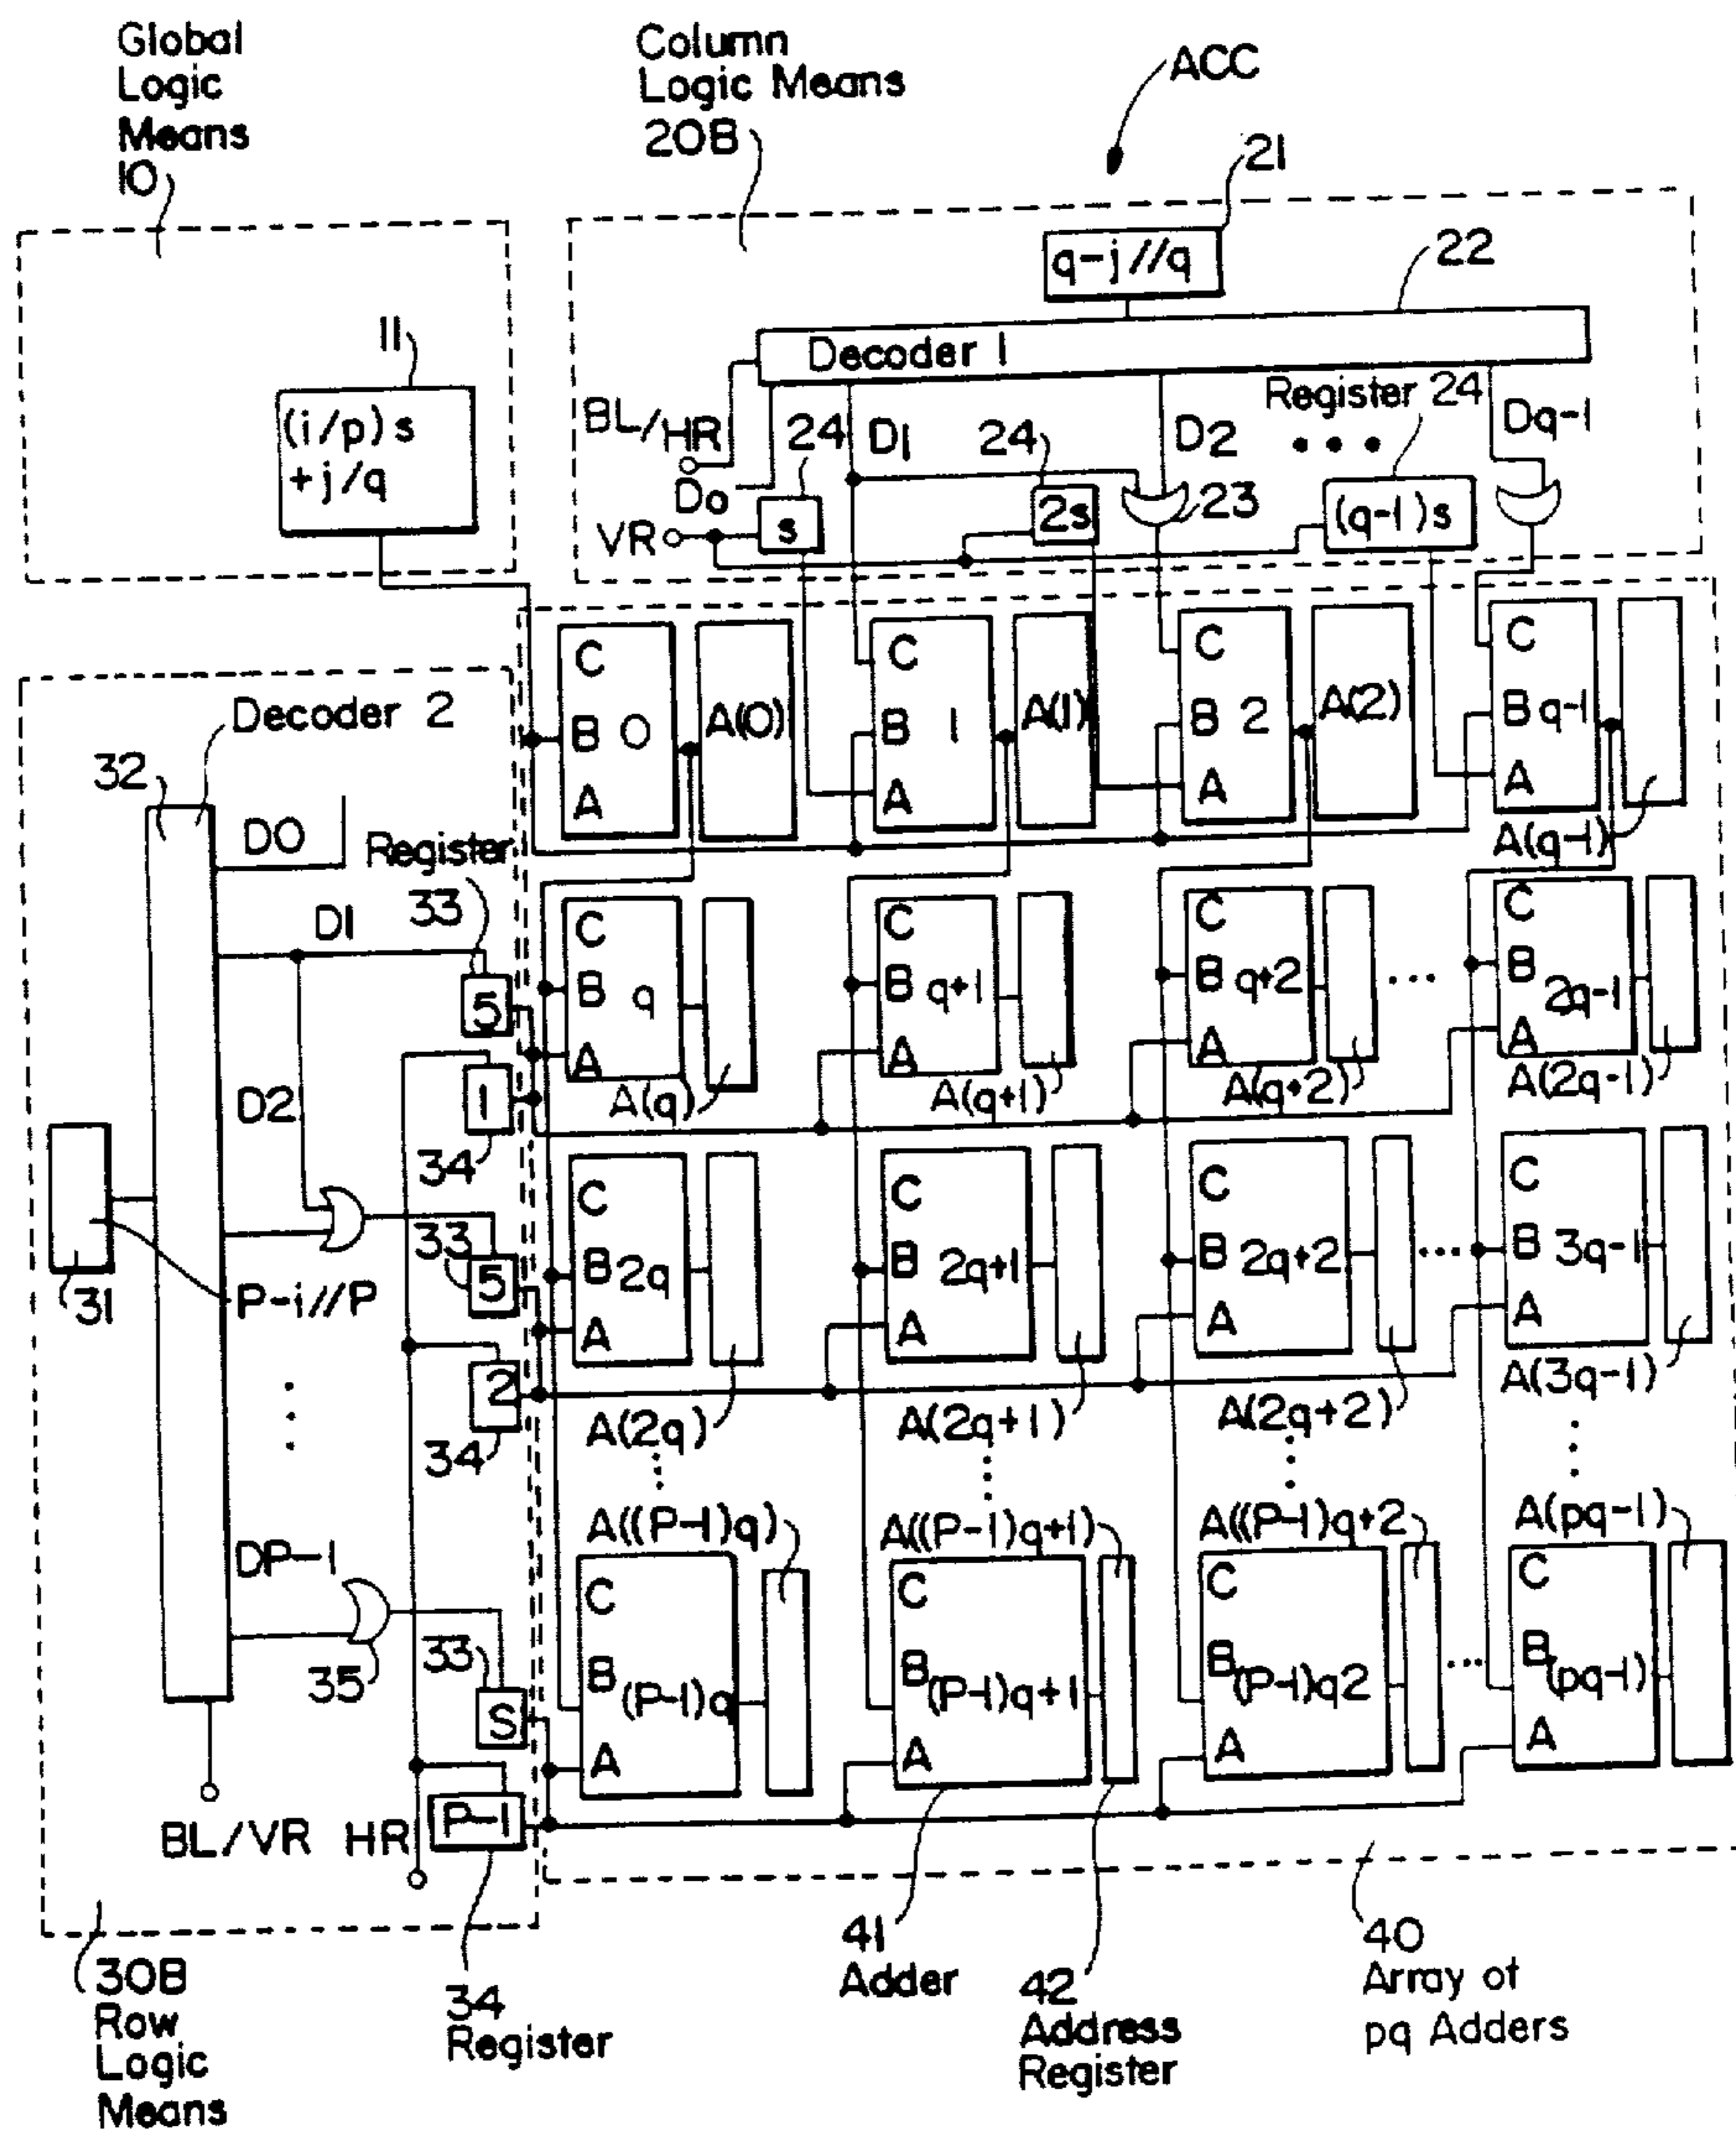 Global
Logic
Means
10
Column
Logic Means
20B
ACC
21
q-j//q
22
Decoder 1
11
(i/p)s
+j/q
BL/HR
Do
VR
24
s
D1
24
2s
D2
23
Register 24
• • •
(q-1)s
Dq-1
C
B 0
A
A(0)
C
B 1
A
A(1)
C
B 2
A
A(2)
C
B q-1
A
A(q-1)
Decoder 2
32
D0
Register
33
D1
5
1
34
D2
C
B q
A
A(q)
C
B q+1
A
A(q+1)
C
B q+2
A
A(q+2)
...
C
B 2q-1
A
A(2q-1)
31
P-i//P
33
5
2
34
C
B 2q
A
A(2q)
C
B 2q+1
A
A(2q+1)
C
B 2q+2
A
A(2q+2)
...
C
B 3q-1
A
A(3q-1)
DP-1
35
33
S
P-1
BL/VR HR
A((P-1)q)
C
B (P-1)q
A
A((P-1)q+1)
C
B (P-1)q+1
A
A((P-1)q+2
C
B (P-1)q2
A
...
A(pq-1)
C
B (pq-1)
A
30B
Row
Logic
Means
34
Register
41
Adder
42
Address
Register
40
Array of
pq Adders